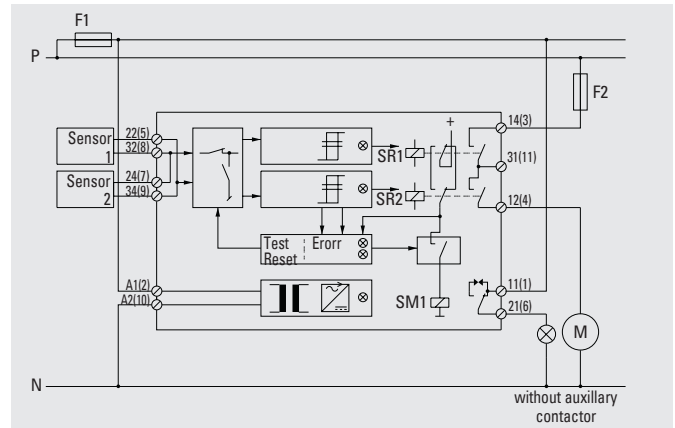 F1
P
F2
14(3)
+
Sensor
1
22(5)
32(8)
SR1
31(11)
Sensor
2
24(7)
34(9)
SR2
12(4)
Test
Reset
Erorr
A1(2)
A2(10)
SM1
11(1)
21(6)
M
N
without auxillary
contactor